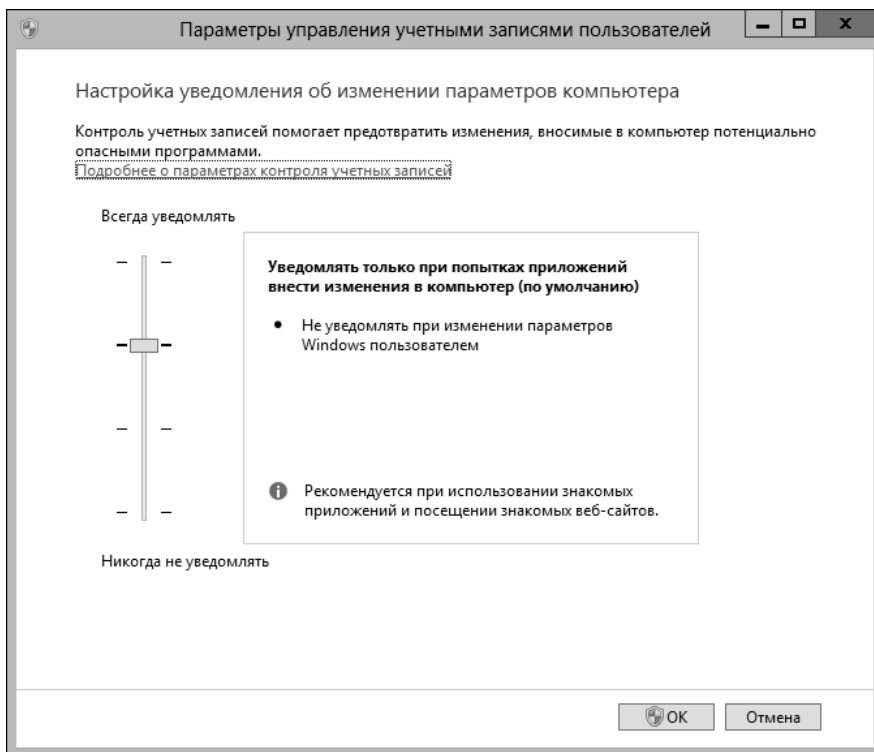 Параметры управления учетными записями пользователей
Настройка уведомления об изменении параметров компьютера
Контроль учетных записей помогает предотвратить изменения, вносимые в компьютер потенциально
опасными программами.
Подробнее о параметрах контроля учетных записей
Всегда уведомлять
Уведомлять только при попытках приложений
внести изменения в компьютер (по умолчанию)
Не уведомлять при изменении параметров
Windows пользователем
Рекомендуется при использовании знакомых
приложений и посещении знакомых веб-сайтов.
Никогда не уведомлять
OK
Отмена